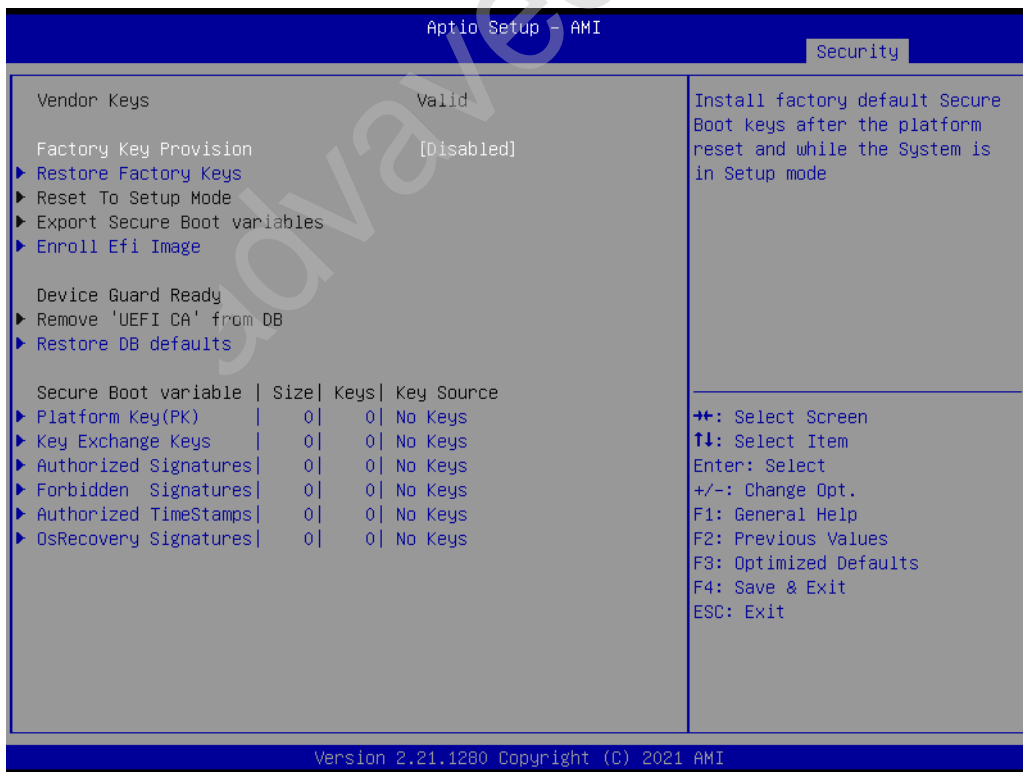 Aptio Setup – AMI
Security
Vendor Keys Valid
Factory Key Provision [Disabled]
▶ Restore Factory Keys
▶ Reset To Setup Mode
▶ Export Secure Boot variables
▶ Enroll Efi Image
Device Guard Ready
▶ Remove 'UEFI CA' from DB
▶ Restore DB defaults
Secure Boot variable | Size| Keys| Key Source
▶ Platform Key(PK) | 0| 0| No Keys
▶ Key Exchange Keys | 0| 0| No Keys
▶ Authorized Signatures| 0| 0| No Keys
▶ Forbidden Signatures| 0| 0| No Keys
▶ Authorized TimeStamps| 0| 0| No Keys
▶ OsRecovery Signatures| 0| 0| No Keys
Install factory default Secure
Boot keys after the platform
reset and while the System is
in Setup mode
→←: Select Screen
↑↓: Select Item
Enter: Select
+/-: Change Opt.
F1: General Help
F2: Previous Values
F3: Optimized Defaults
F4: Save & Exit
ESC: Exit
Version 2.21.1280 Copyright (C) 2021 AMI